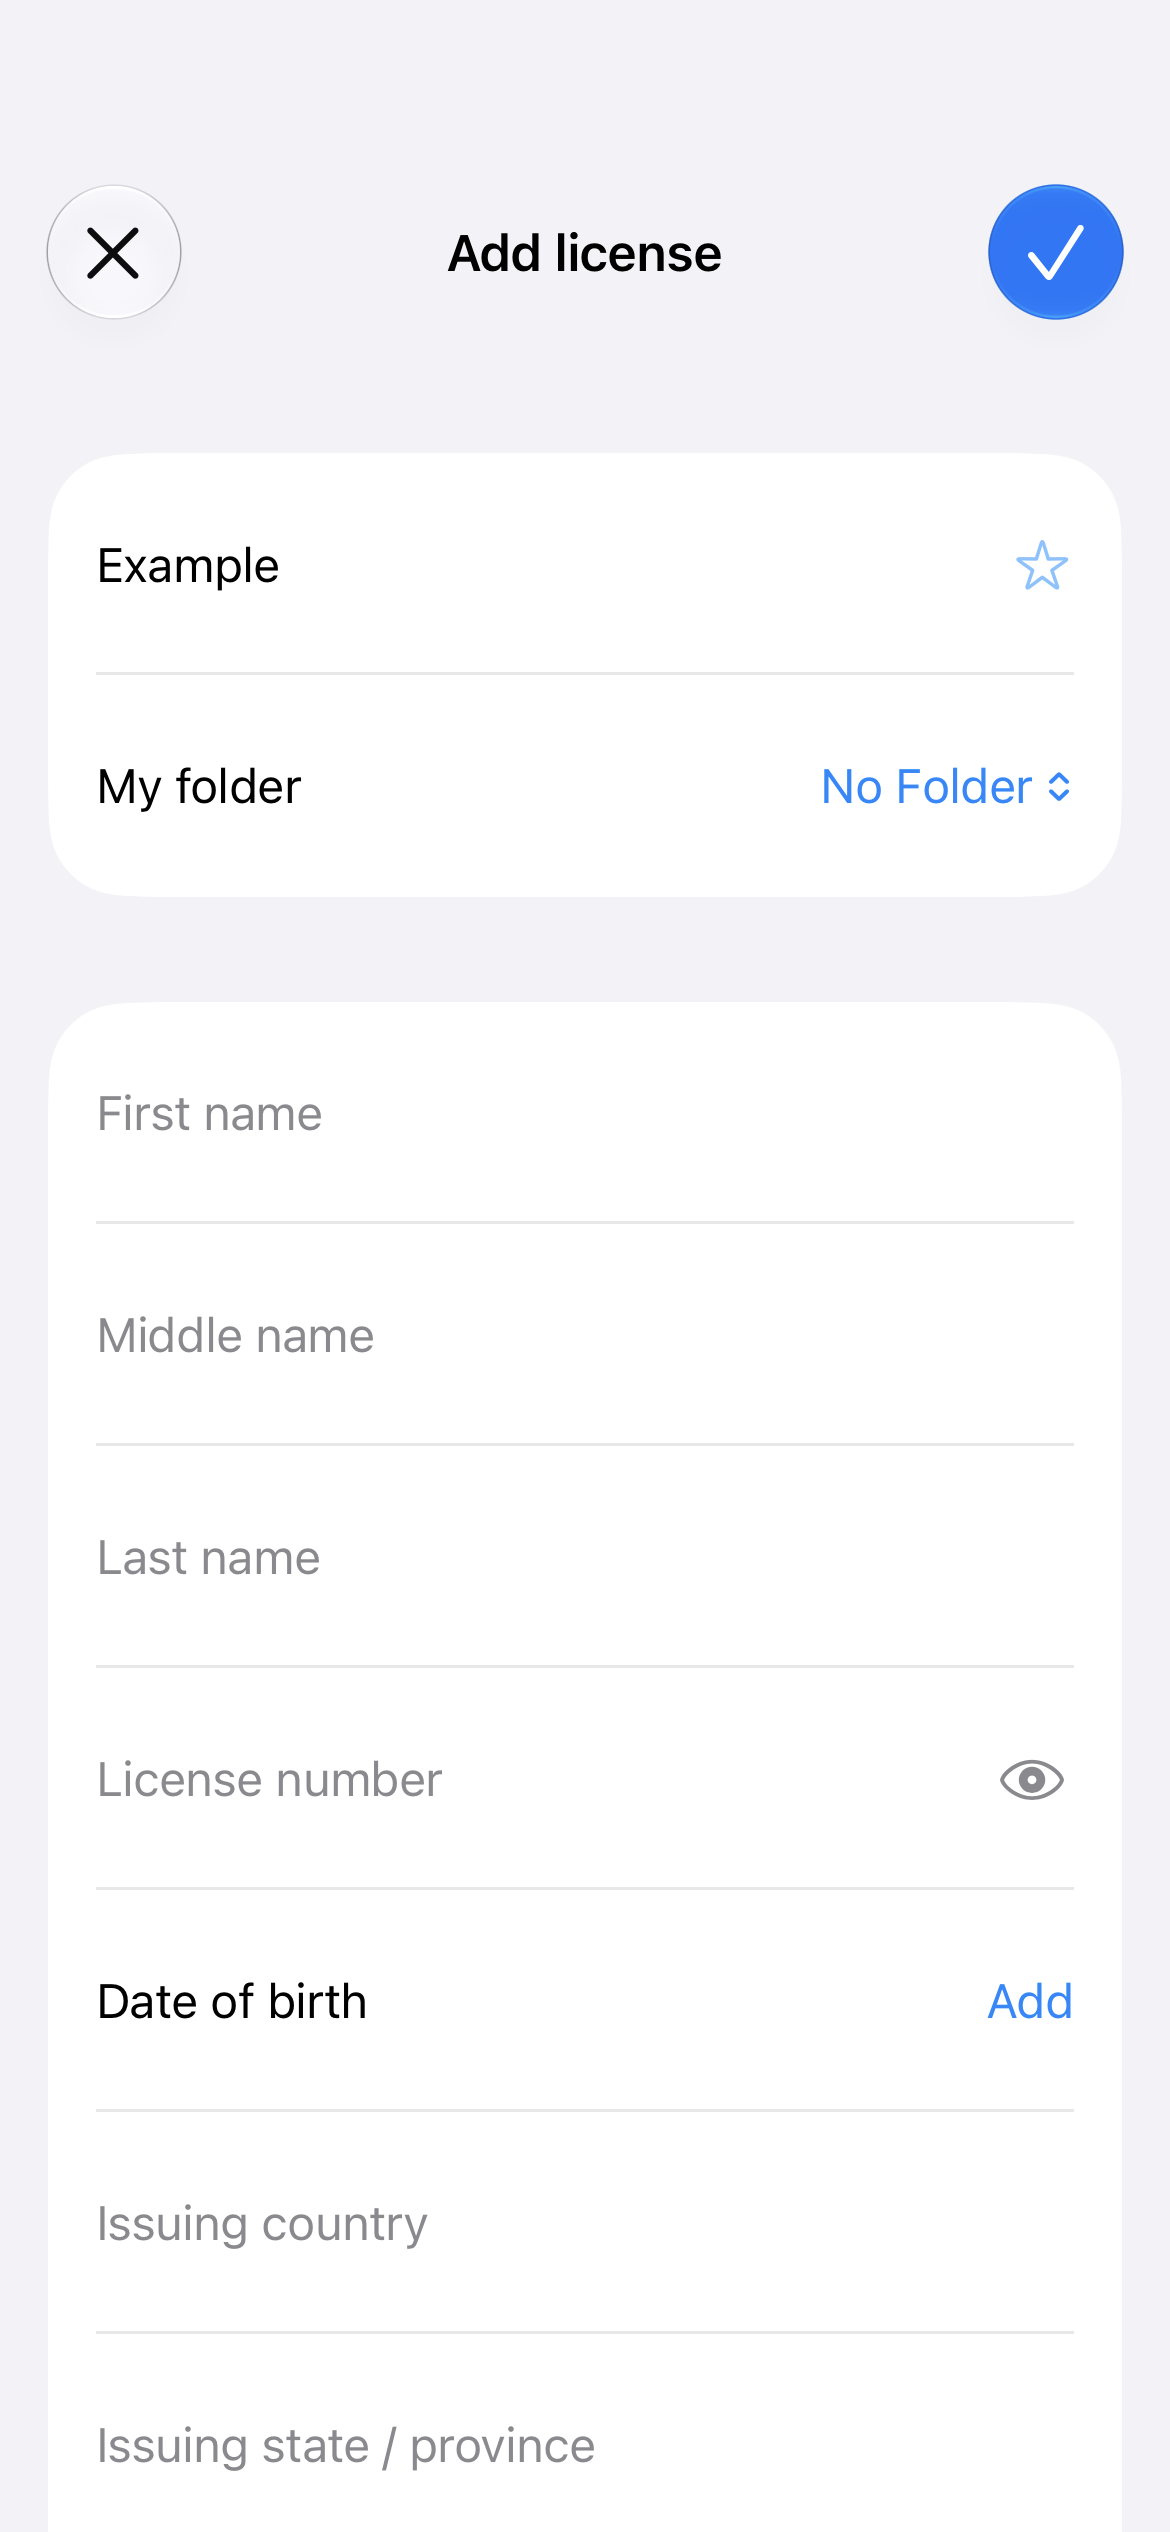 Add license
Example
My folder No Folder
First name
Middle name
Last name
License number
Date of birth Add
Issuing country
Issuing state / province